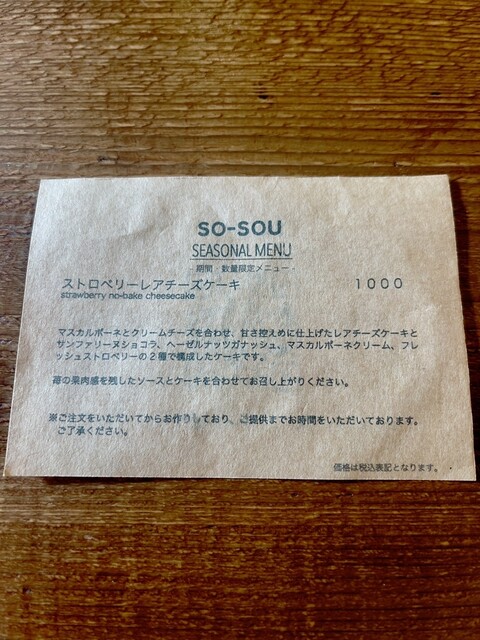 SO-SOU
SEASONAL MENU
- 期間 数量限定メニュー -
ストロベリーレアチーズケーキ 1000
strawberry no-bake cheesecake
マスカルポーネとクリームチーズを合わせ、甘さ控えめに仕上げたレアチーズケーキと
サンファリーヌショコラ、ヘーゼルナッツガナッシュ、マスカルポーネクリーム、フレ
ッシュストロベリーの2種で構成したケーキです。
苺の果肉感を残したソースとケーキを合わせてお召し上がりください。
※ご注文をいただいてからお作りしており、ご提供までお時間をいただいております。
ご了承ください。
価格は税込表記となります。